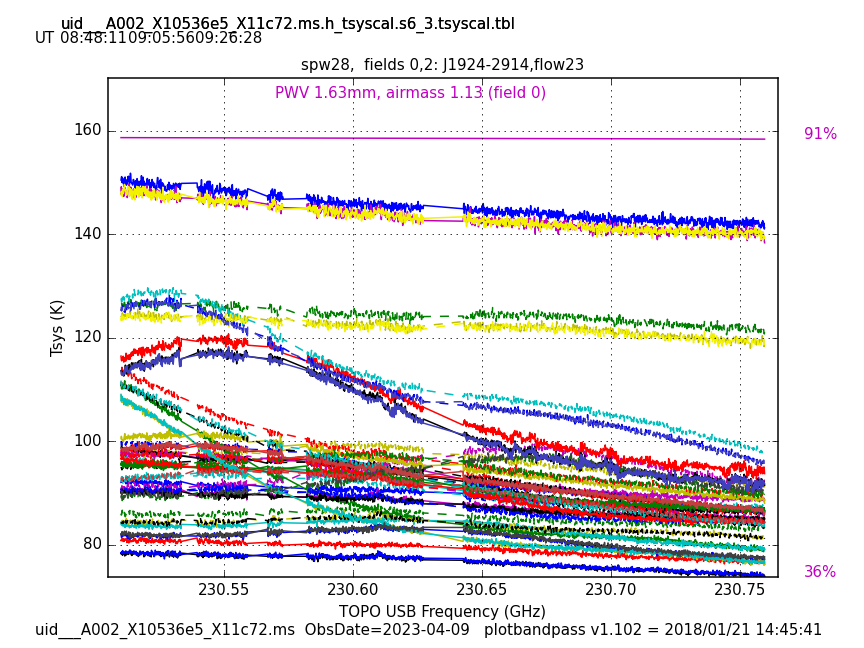 uid___A002_X10536e5_X11c72.ms.h_tsyscal.s6_3.tsyscal.tbl
UT 08:48:11 09:05:56 09:26:28
spw28, fields 0,2: J1924-2914,flow23
PWV 1.63mm, airmass 1.13 (field 0)
160
91%
140
120
Tsys (K)
100
80
36%
230.55 230.60 230.65 230.70 230.75
TOPO USB Frequency (GHz)
uid___A002_X10536e5_X11c72.ms ObsDate=2023-04-09 plotbandpass v1.102 = 2018/01/21 14:45:41